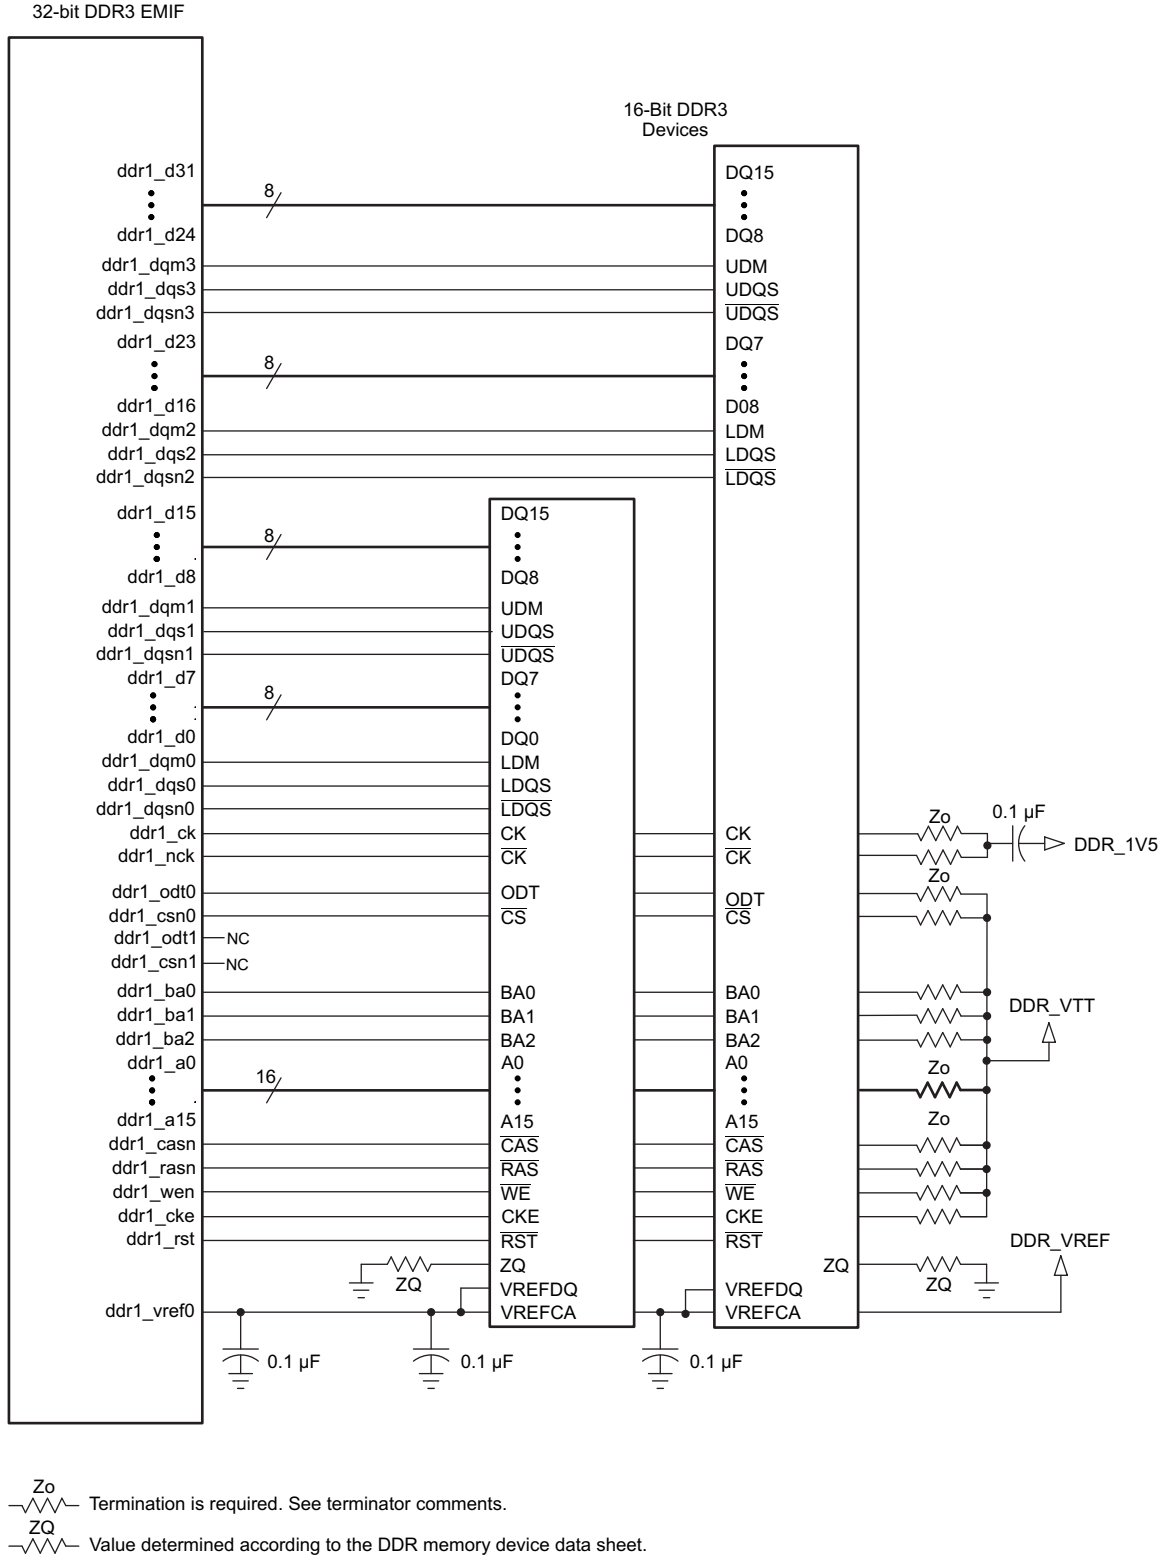 32-bit DDR3 EMIF
16-Bit DDR3
Devices
ddr1_d31
8
DQ15
ddr1_d24
DQ8
ddr1_dqm3
UDM
ddr1_dqs3
UDQS
ddr1_dqsn3
UDQS
ddr1_d23
8
DQ7
ddr1_d16
D08
ddr1_dqm2
LDM
ddr1_dqs2
LDQS
ddr1_dqsn2
LDQS
ddr1_d15
8
DQ15
ddr1_d8
DQ8
ddr1_dqm1
UDM
ddr1_dqs1
UDQS
ddr1_dqsn1
UDQS
ddr1_d7
8
DQ7
ddr1_d0
DQ0
ddr1_dqm0
LDM
ddr1_dqs0
LDQS
ddr1_dqsn0
LDQS
Zo
0.1 µF
ddr1_ck
CK
CK
DDR_1V5
ddr1_nck
CK
CK
Zo
ddr1_odt0
ODT
ODT
ddr1_csn0
CS
CS
ddr1_odt1
NC
ddr1_csn1
NC
ddr1_ba0
BA0
BA0
DDR_VTT
ddr1_ba1
BA1
BA1
ddr1_ba2
BA2
BA2
ddr1_a0
A0
A0
Zo
16
ddr1_a15
A15
A15
Zo
ddr1_casn
CAS
CAS
ddr1_rasn
RAS
RAS
ddr1_wen
WE
WE
ddr1_cke
CKE
CKE
ddr1_rst
RST
RST
DDR_VREF
ZQ
ZQ
ZQ
ZQ
VREFDQ
VREFDQ
ddr1_vref0
VREFCA
VREFCA
0.1 µF
0.1 µF
0.1 µF
Zo
Termination is required. See terminator comments.
ZQ
Value determined according to the DDR memory device data sheet.